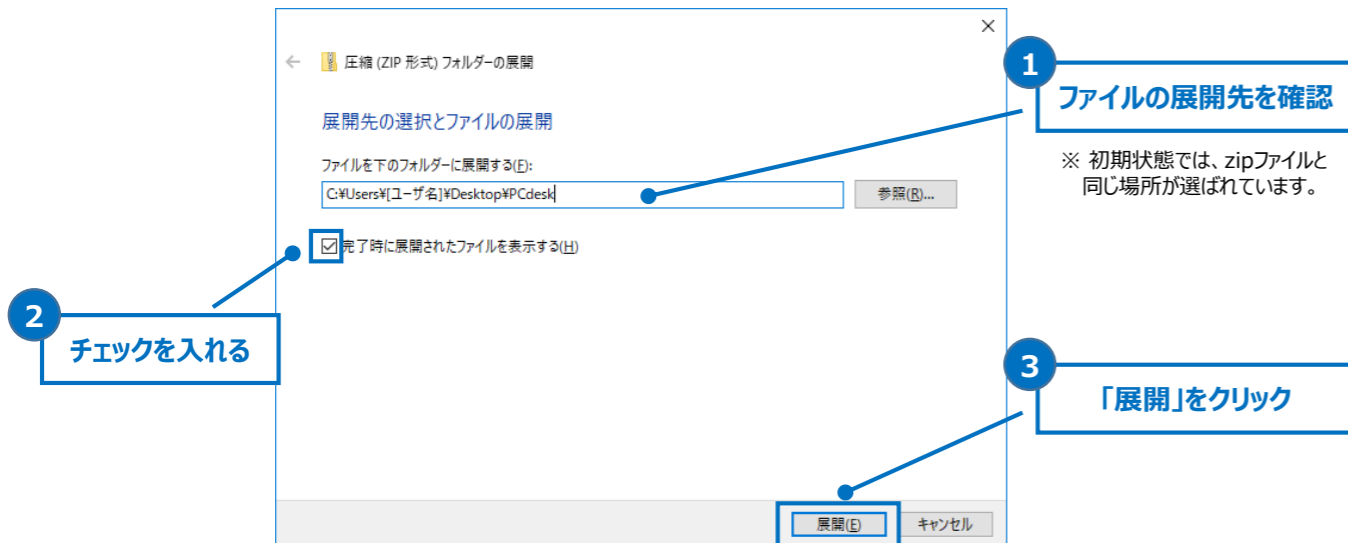 圧縮 (ZIP 形式) フォルダーの展開
展開先の選択とファイルの展開
ファイルを下のフォルダーに展開する(F):
C:¥Users¥[ユーザ名]¥Desktop¥PCdesk
参照(R)...
完了時に展開されたファイルを表示する(H)
1
ファイルの展開先を確認
※ 初期状態では、zipファイルと
同じ場所が選ばれています。
2
チェックを入れる
3
「展開」をクリック
展開(E)
キャンセル